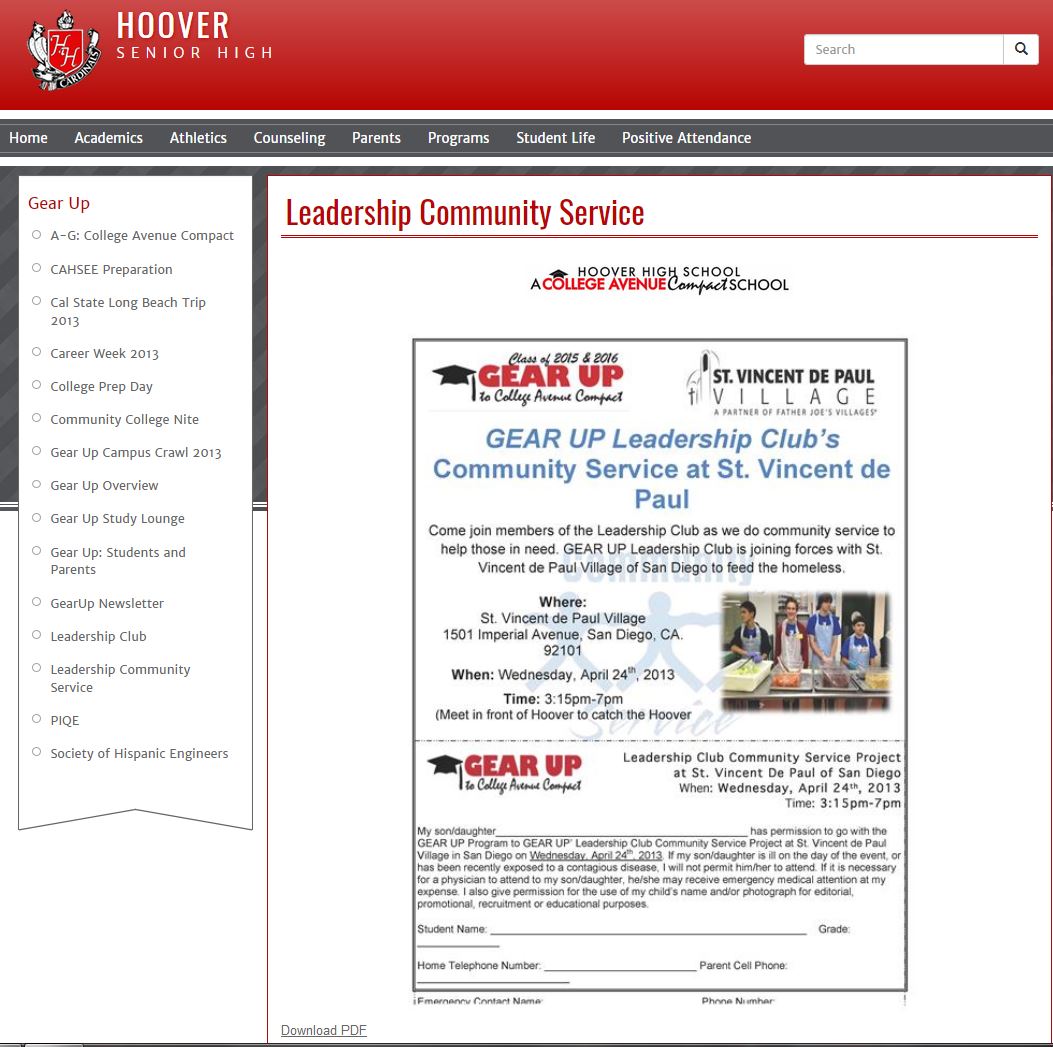 HOOVER
SENIOR HIGH
HH
CARDINALS
Search
Home Academics Athletics Counseling Parents Programs Student Life Positive Attendance
Gear Up
A-G: College Avenue Compact
CAHSEE Preparation
Cal State Long Beach Trip
2013
Career Week 2013
College Prep Day
Community College Nite
Gear Up Campus Crawl 2013
Gear Up Overview
Gear Up Study Lounge
Gear Up: Students and
Parents
GearUp Newsletter
Leadership Club
Leadership Community
Service
PIQE
Society of Hispanic Engineers
Leadership Community Service
HOOVER HIGH SCHOOL
A COLLEGE AVENUE Compact SCHOOL
Class of 2015 & 2016
GEAR UP
to College Avenue Compact
ST. VINCENT DE PAUL
VILLAGE
A PARTNER OF FATHER JOE'S VILLAGES®
GEAR UP Leadership Club's
Community Service at St. Vincent de
Paul
Come join members of the Leadership Club as we do community service to
help those in need. GEAR UP Leadership Club is joining forces with St.
Vincent de Paul Village of San Diego to feed the homeless.
Community
Where:
St. Vincent de Paul Village
1501 Imperial Avenue, San Diego, CA.
92101
When: Wednesday, April 24th, 2013
Time: 3:15pm-7pm
(Meet in front of Hoover to catch the Hoover
Service
GEAR UP
to College Avenue Compact
Leadership Club Community Service Project
at St. Vincent De Paul of San Diego
When: Wednesday, April 24th, 2013
Time: 3:15pm-7pm
My son/daughter__________ has permission to go with the
GEAR UP Program to GEAR UP' Leadership Club Community Service Project at St. Vincent de Paul
Village in San Diego on Wednesday, April 24th, 2013. If my son/daughter is ill on the day of the event, or
has been recently exposed to a contagious disease, I will not permit him/her to attend. If it is necessary
for a physician to attend to my son/daughter, he/she may receive emergency medical attention at my
expense. I also give permission for the use of my child's name and/or photograph for editorial,
promotional, recruitment or educational purposes.
Student Name: __________ Grade:
__________
Home Telephone Number: __________ Parent Cell Phone:
__________
Emergency Contact Name: Phone Number:
Download PDF